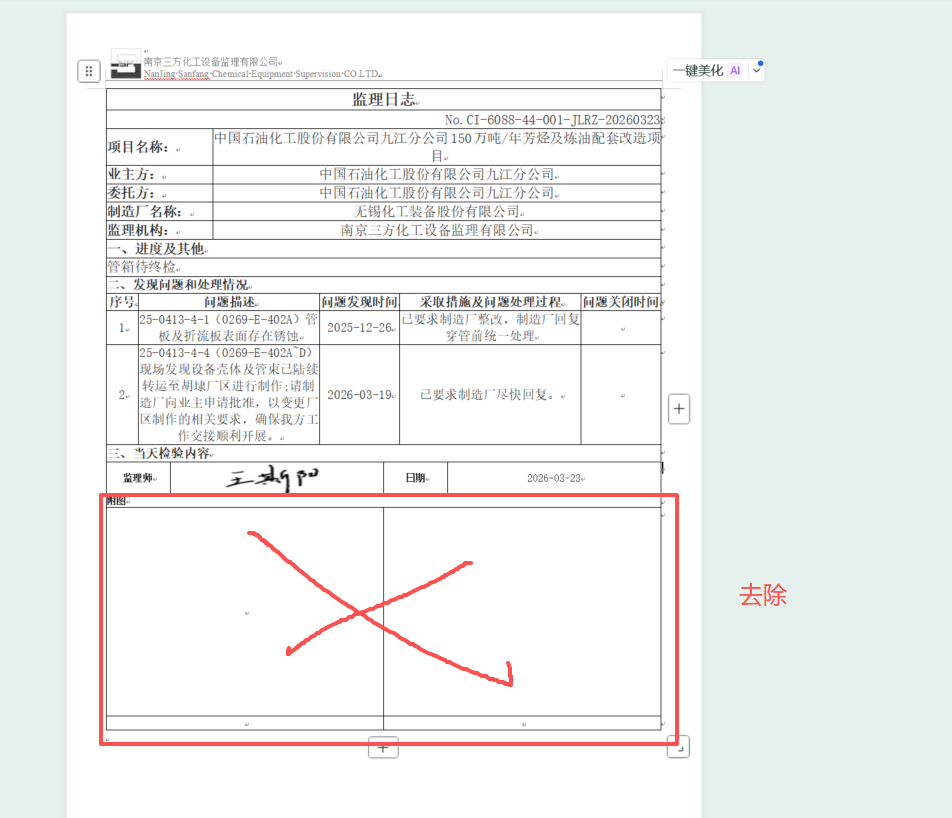 南京三方化工设备监理有限公司
NanJing Sanfang Chemical Equipment Supervision CO.LTD.
一键美化 AI
监理日志
No. CI-6088-44-001-JLRZ-20260323
项目名称:
中国石油化工股份有限公司九江分公司150万吨/年芳烃及炼油配套改造项
目
业主方: 中国石油化工股份有限公司九江分公司
委托方: 中国石油化工股份有限公司九江分公司
制造厂名称: 无锡化工装备股份有限公司
监理机构: 南京三方化工设备监理有限公司
一、进度及其他
管箱待终检
二、发现问题和处理情况
序号 问题描述 问题发现时间 采取措施及问题处理过程 问题关闭时间
1
25-0413-4-1（0269-E-402A）管
板及折流板表面存在锈蚀
2025-12-26
已要求制造厂整改，制造厂回复
穿管前统一处理
2
25-0413-4-4（0269-E-402A~D）
现场发现设备壳体及管束已陆续
转运至胡埭厂区进行制作;请制
造厂向业主申请批准，以变更厂
区制作的相关要求，确保我方工
作交接顺利开展。
2026-03-19
已要求制造厂尽快回复。
三、当天检验内容
监理师 王斯阳 日期 2026-03-23
附图
去除